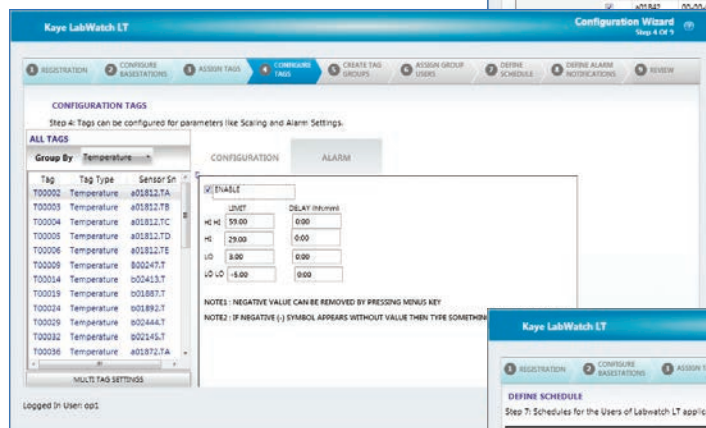 a01842 00-00-
Kaye LabWatch LT
Configuration Wizard
Step 4 Of 9
1 REGISTRATION
2 CONFIGURE BASESTATIONS
3 ASSIGN TAGS
4 CONFIGURE TAGS
5 CREATE TAG GROUPS
6 ASSIGN GROUP USERS
7 DEFINE SCHEDULE
8 DEFINE ALARM NOTIFICATIONS
9 REVIEW
CONFIGURATION TAGS
Step 4: Tags can be configured for parameters like Scaling and Alarm Settings.
ALL TAGS
Group By Temperature
CONFIGURATION ALARM
Tag Tag Type Sensor Sn
T00002 Temperature a01812.TA
T00003 Temperature a01812.TB
T00004 Temperature a01812.TC
T00005 Temperature a01812.TD
T00006 Temperature a01812.TE
T00009 Temperature B00247.T
T00014 Temperature b02413.T
T00019 Temperature b01887.T
T00024 Temperature b01892.T
T00029 Temperature b02444.T
T00032 Temperature b02145.T
T00036 Temperature a01872.TA
MULTI TAG SETTINGS
ENABLE
LIMIT DELAY (hh:mm)
HI HI 59.00 0:00
HI 29.00 0:00
LO 3.00 0:00
LO LO -5.00 0:00
NOTE1 : NEGATIVE VALUE CAN BE REMOVED BY PRESSING MINUS KEY
NOTE2 : IF NEGATIVE (-) SYMBOL APPEARS WITHOUT VALUE THEN TYPE SOMETHING
Logged In User: op1
Kaye LabWatch LT
1 REGISTRATION
2 CONFIGURE BASESTATIONS
3 ASSIGN T
DEFINE SCHEDULE
Step 7: Schedules for the Users of Labwatch LT applic